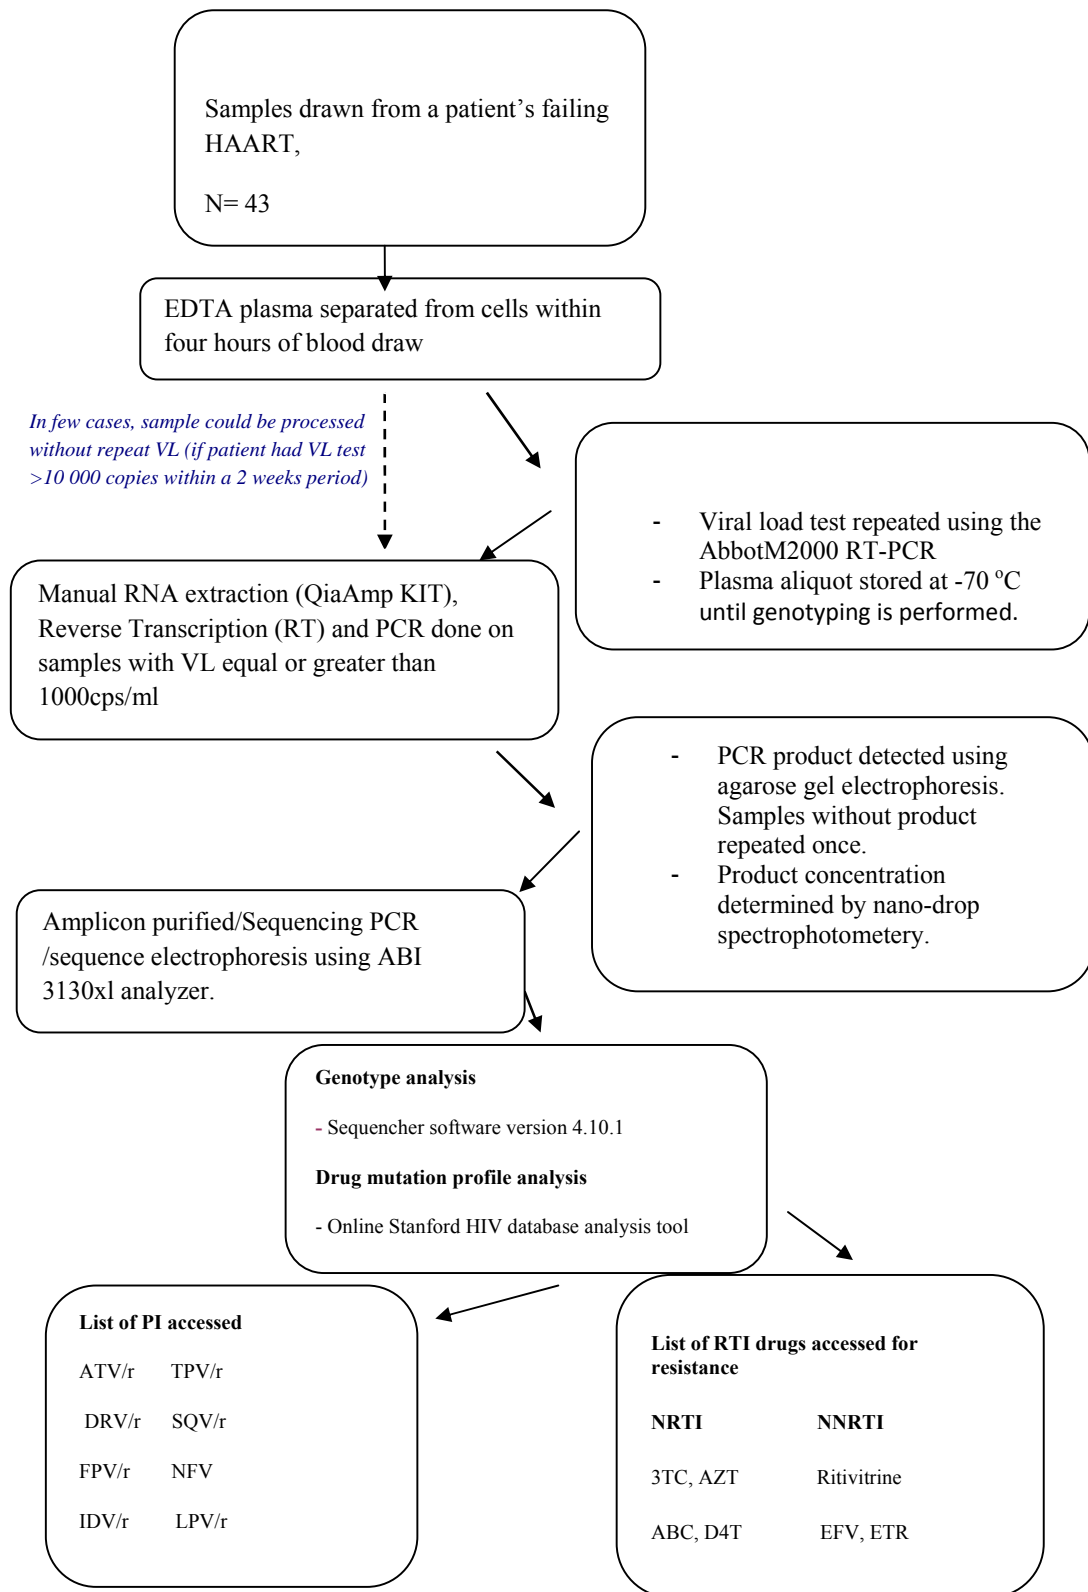 Samples drawn from a patient's failing
HAART,
N= 43
EDTA plasma separated from cells within
four hours of blood draw
In few cases, sample could be processed
without repeat VL (if patient had VL test
>10 000 copies within a 2 weeks period)
- Viral load test repeated using the
AbbotM2000 RT-PCR
- Plasma aliquot stored at -70 °C
until genotyping is performed.
Manual RNA extraction (QiaAmp KIT),
Reverse Transcription (RT) and PCR done on
samples with VL equal or greater than
1000cps/ml
- PCR product detected using
agarose gel electrophoresis.
Samples without product
repeated once.
- Product concentration
determined by nano-drop
spectrophotometery.
Amplicon purified/Sequencing PCR
/sequence electrophoresis using ABI
3130xl analyzer.
Genotype analysis
- Sequencher software version 4.10.1
Drug mutation profile analysis
- Online Stanford HIV database analysis tool
List of PI accessed
ATV/r TPV/r
DRV/r SQV/r
FPV/r NFV
IDV/r LPV/r
List of RTI drugs accessed for
resistance
NRTI NNRTI
3TC, AZT Ritivitrine
ABC, D4T EFV, ETR